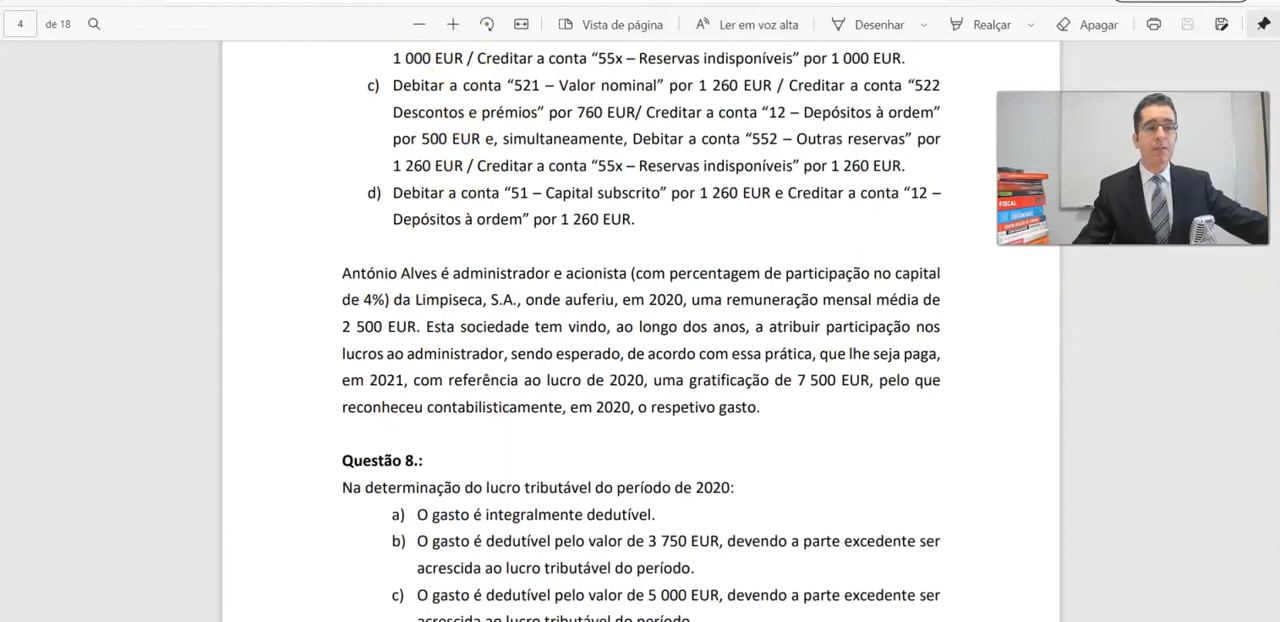 4 de 18
Vista de página
Ler em voz alta
Desenhar
Realçar
Apagar
1 000 EUR / Creditar a conta “55x – Reservas indisponíveis” por 1 000 EUR.
c) Debitar a conta “521 – Valor nominal” por 1 260 EUR / Creditar a conta “522
Descontos e prémios” por 760 EUR/ Creditar a conta “12 – Depósitos à ordem”
por 500 EUR e, simultaneamente, Debitar a conta “552 – Outras reservas” por
1 260 EUR / Creditar a conta “55x – Reservas indisponíveis” por 1 260 EUR.
d) Debitar a conta “51 – Capital subscrito” por 1 260 EUR e Creditar a conta “12 –
Depósitos à ordem” por 1 260 EUR.
António Alves é administrador e acionista (com percentagem de participação no capital
de 4%) da Limpiseca, S.A., onde auferiu, em 2020, uma remuneração mensal média de
2 500 EUR. Esta sociedade tem vindo, ao longo dos anos, a atribuir participação nos
lucros ao administrador, sendo esperado, de acordo com essa prática, que lhe seja paga,
em 2021, com referência ao lucro de 2020, uma gratificação de 7 500 EUR, pelo que
reconheceu contabilisticamente, em 2020, o respetivo gasto.
Questão 8.:
Na determinação do lucro tributável do período de 2020:
a) O gasto é integralmente dedutível.
b) O gasto é dedutível pelo valor de 3 750 EUR, devendo a parte excedente ser
acrescida ao lucro tributável do período.
c) O gasto é dedutível pelo valor de 5 000 EUR, devendo a parte excedente ser
acrescida ao lucro tributável do período.
FISCAL